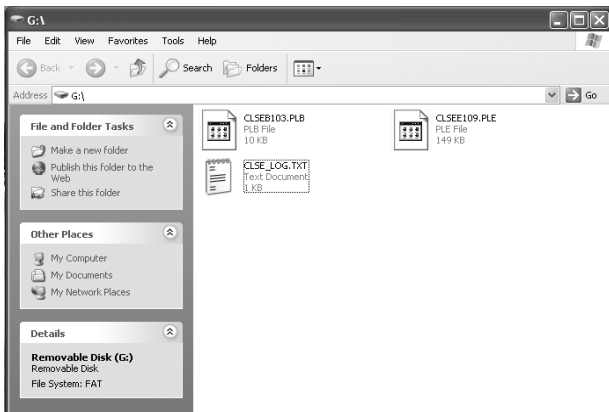 G:\
File Edit View Favorites Tools Help
Back Search Folders
Address G:\ Go
File and Folder Tasks
Make a new folder
Publish this folder to the
Web
Share this folder
Other Places
My Computer
My Documents
My Network Places
Details
Removable Disk (G:)
Removable Disk
File System: FAT
CLSEB103.PLB
PLB File
10 KB
CLSEE109.PLE
PLE File
149 KB
CLSE_LOG.TXT
Text Document
1 KB